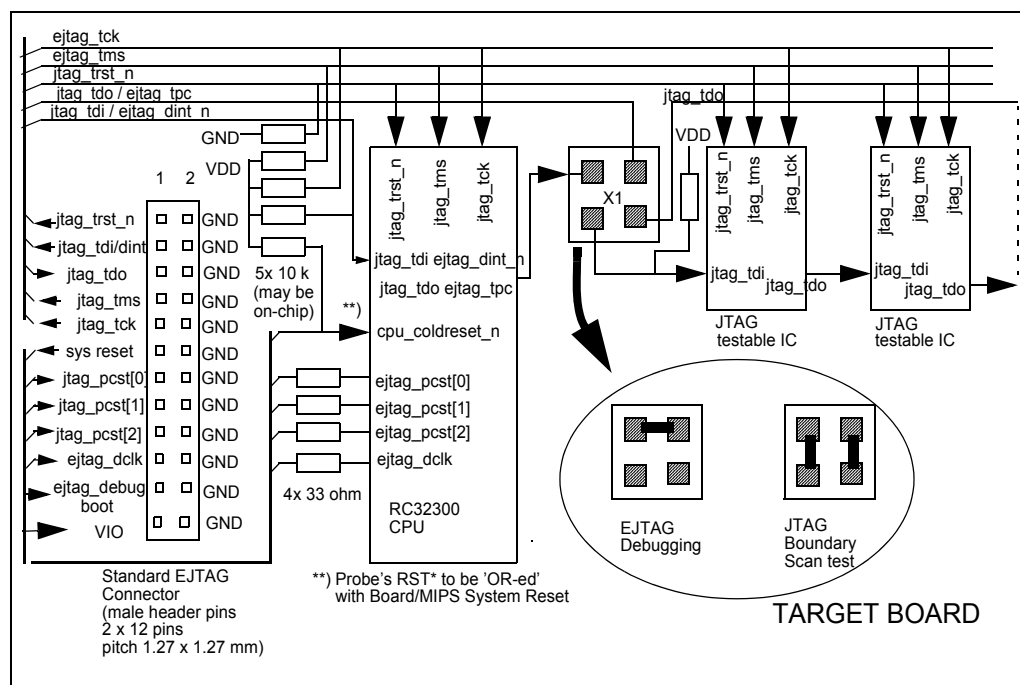 ejtag_tck
ejtag_tms
jtag_trst_n
jtag_tdo / ejtag_tpc
jtag_tdi / ejtag_dint_n
jtag_tdo
GND
VDD
VDD
1 2
jtag_trst_n GND
jtag_tdi/dint GND
jtag_tdo GND
jtag_tms GND
jtag_tck GND
sys reset GND
jtag_pcst[0] GND
jtag_pcst[1] GND
jtag_pcst[2] GND
ejtag_dclk GND
ejtag_debug GND
boot
VIO GND
5x 10 k
(may be
on-chip)
**)
4x 33 ohm
jtag_trst_n
jtag_tms
jtag_tck
jtag_tdi ejtag_dint_n
jtag_tdo ejtag_tpc
cpu_coldreset_n
ejtag_pcst[0]
ejtag_pcst[1]
ejtag_pcst[2]
ejtag_dclk
RC32300
CPU
X1
jtag_trst_n
jtag_tms
jtag_tck
jtag_tdi
jtag_tdo
JTAG
testable IC
jtag_trst_n
jtag_tms
jtag_tck
jtag_tdi
jtag_tdo
JTAG
testable IC
EJTAG
Debugging
JTAG
Boundary
Scan test
Standard EJTAG
Connector
(male header pins
2 x 12 pins
pitch 1.27 x 1.27 mm)
**) Probe's RST* to be 'OR-ed'
with Board/MIPS System Reset
TARGET BOARD